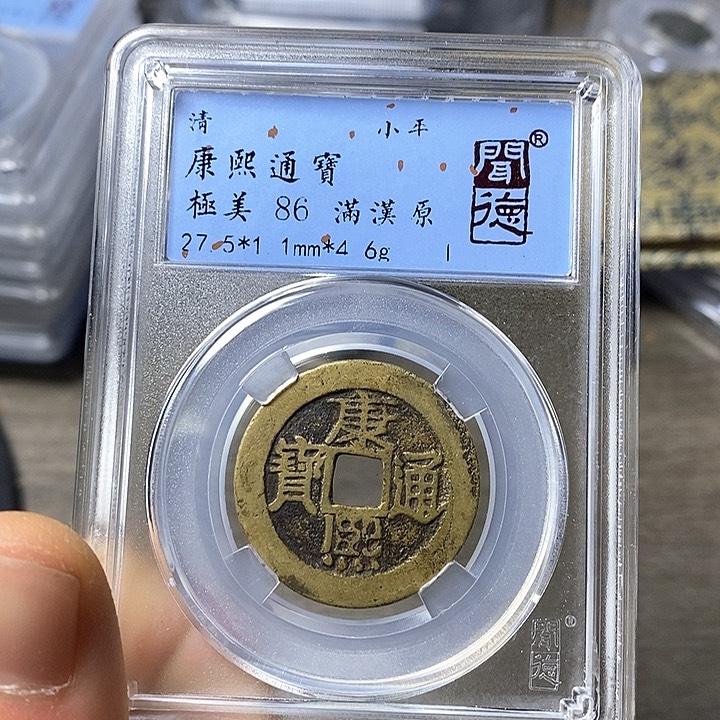 清 小平
康熙通寶
極美 86 滿漢原
27.5*1.1mm*4.6g
聞德®
康熙通寶
聞德®